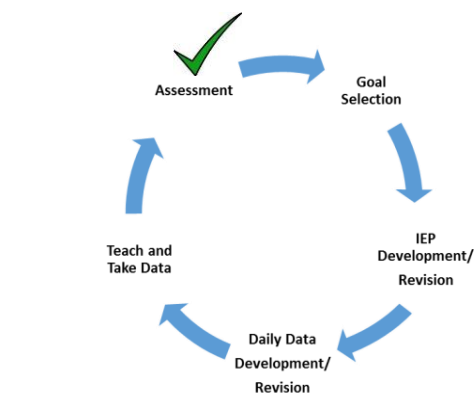 Assessment
Goal
Selection
IEP
Development/
Revision
Daily Data
Development/
Revision
Teach and
Take Data